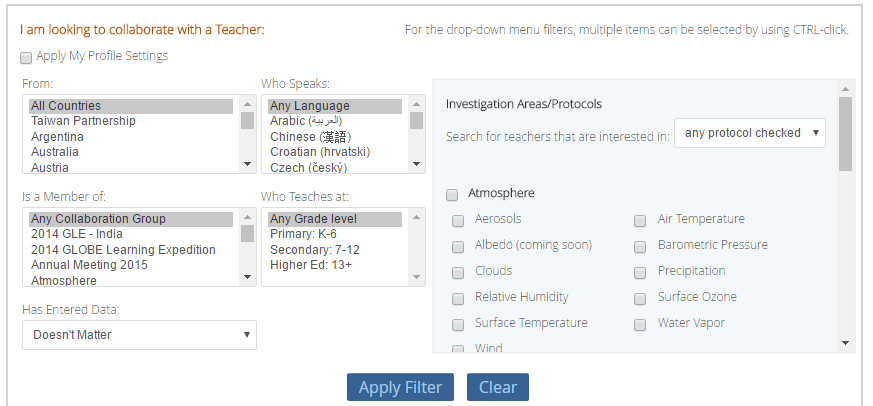 I am looking to collaborate with a Teacher:
For the drop-down menu filters, multiple items can be selected by using CTRL-click.
Apply My Profile Settings
From:
All Countries
Taiwan Partnership
Argentina
Australia
Austria
Who Speaks:
Any Language
Arabic (العربية)
Chinese (漢語)
Croatian (hrvatski)
Czech (český)
Is a Member of:
Any Collaboration Group
2014 GLE - India
2014 GLOBE Learning Expedition
Annual Meeting 2015
Atmosphere
Who Teaches at:
Any Grade level
Primary: K-6
Secondary: 7-12
Higher Ed: 13+
Has Entered Data:
Doesn't Matter
Investigation Areas/Protocols
Search for teachers that are interested in: any protocol checked
Atmosphere
Aerosols Air Temperature
Albedo (coming soon) Barometric Pressure
Clouds Precipitation
Relative Humidity Surface Ozone
Surface Temperature Water Vapor
Wind
Apply Filter Clear